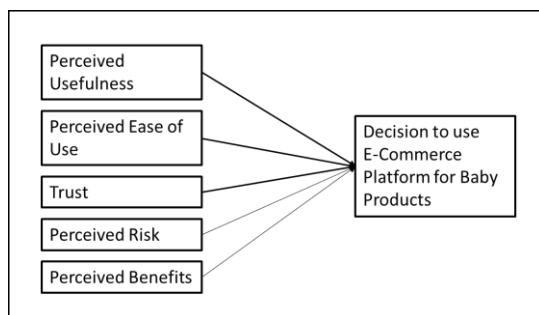 Perceived
Usefulness
Perceived Ease of
Use
Trust
Perceived Risk
Perceived Benefits
Decision to use
E-Commerce
Platform for Baby
Products